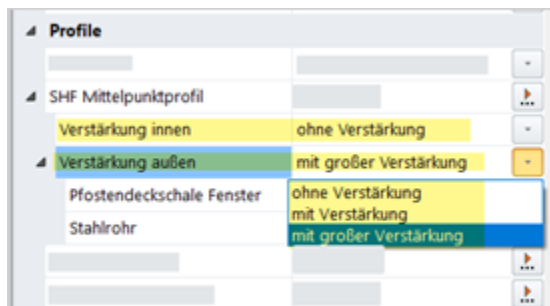 Profile
SHF Mittelpunktprofil
Verstärkung innen ohne Verstärkung
Verstärkung außen mit großer Verstärkung
Pfostendeckschale Fenster ohne Verstärkung
mit Verstärkung
Stahlrohr mit großer Verstärkung